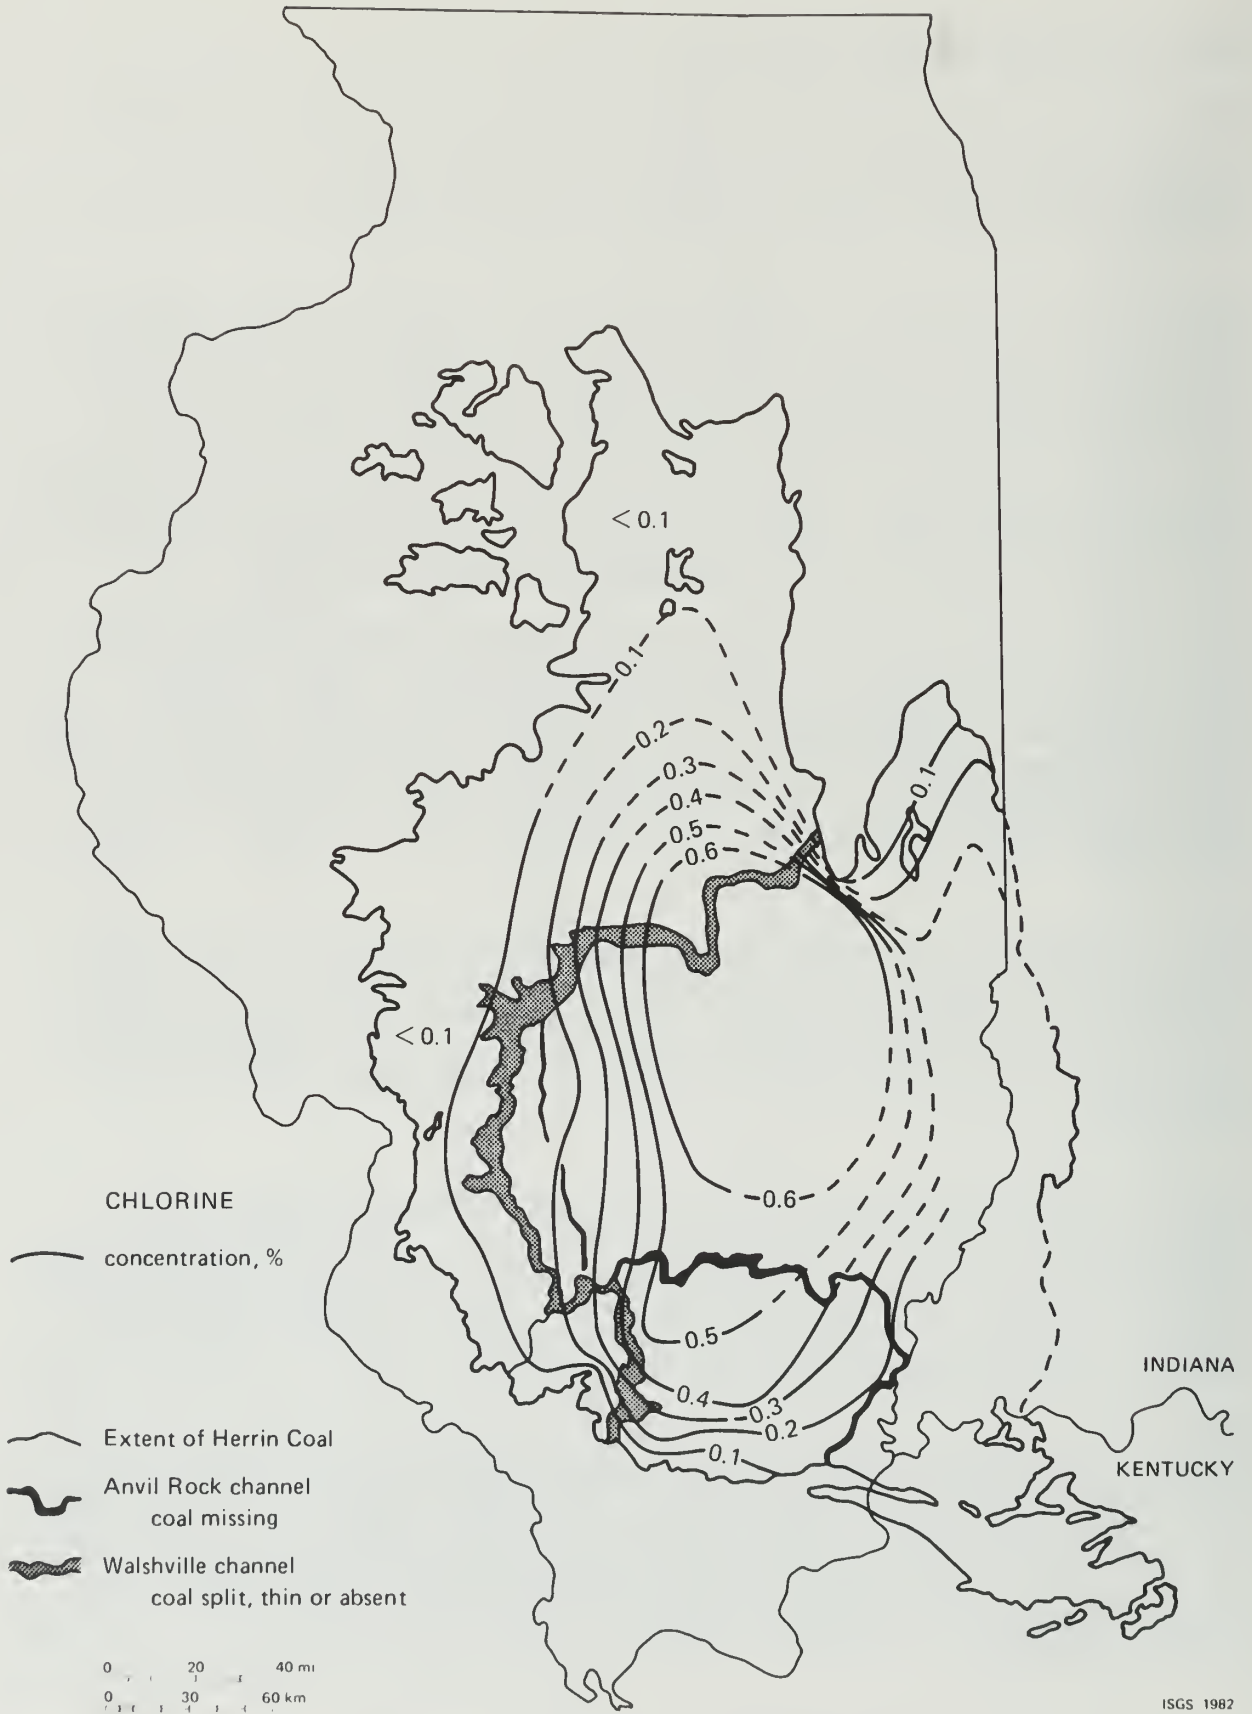 < 0.1
0.1
0.2
0.3
0.4
0.5
0.6
0.1
< 0.1
CHLORINE
concentration, %
0.6
0.5
0.4
0.3
0.2
0.1
INDIANA
KENTUCKY
Extent of Herrin Coal
Anvil Rock channel
coal missing
Walshville channel
coal split, thin or absent
0 20 40 mi
0 30 60 km
ISGS 1982